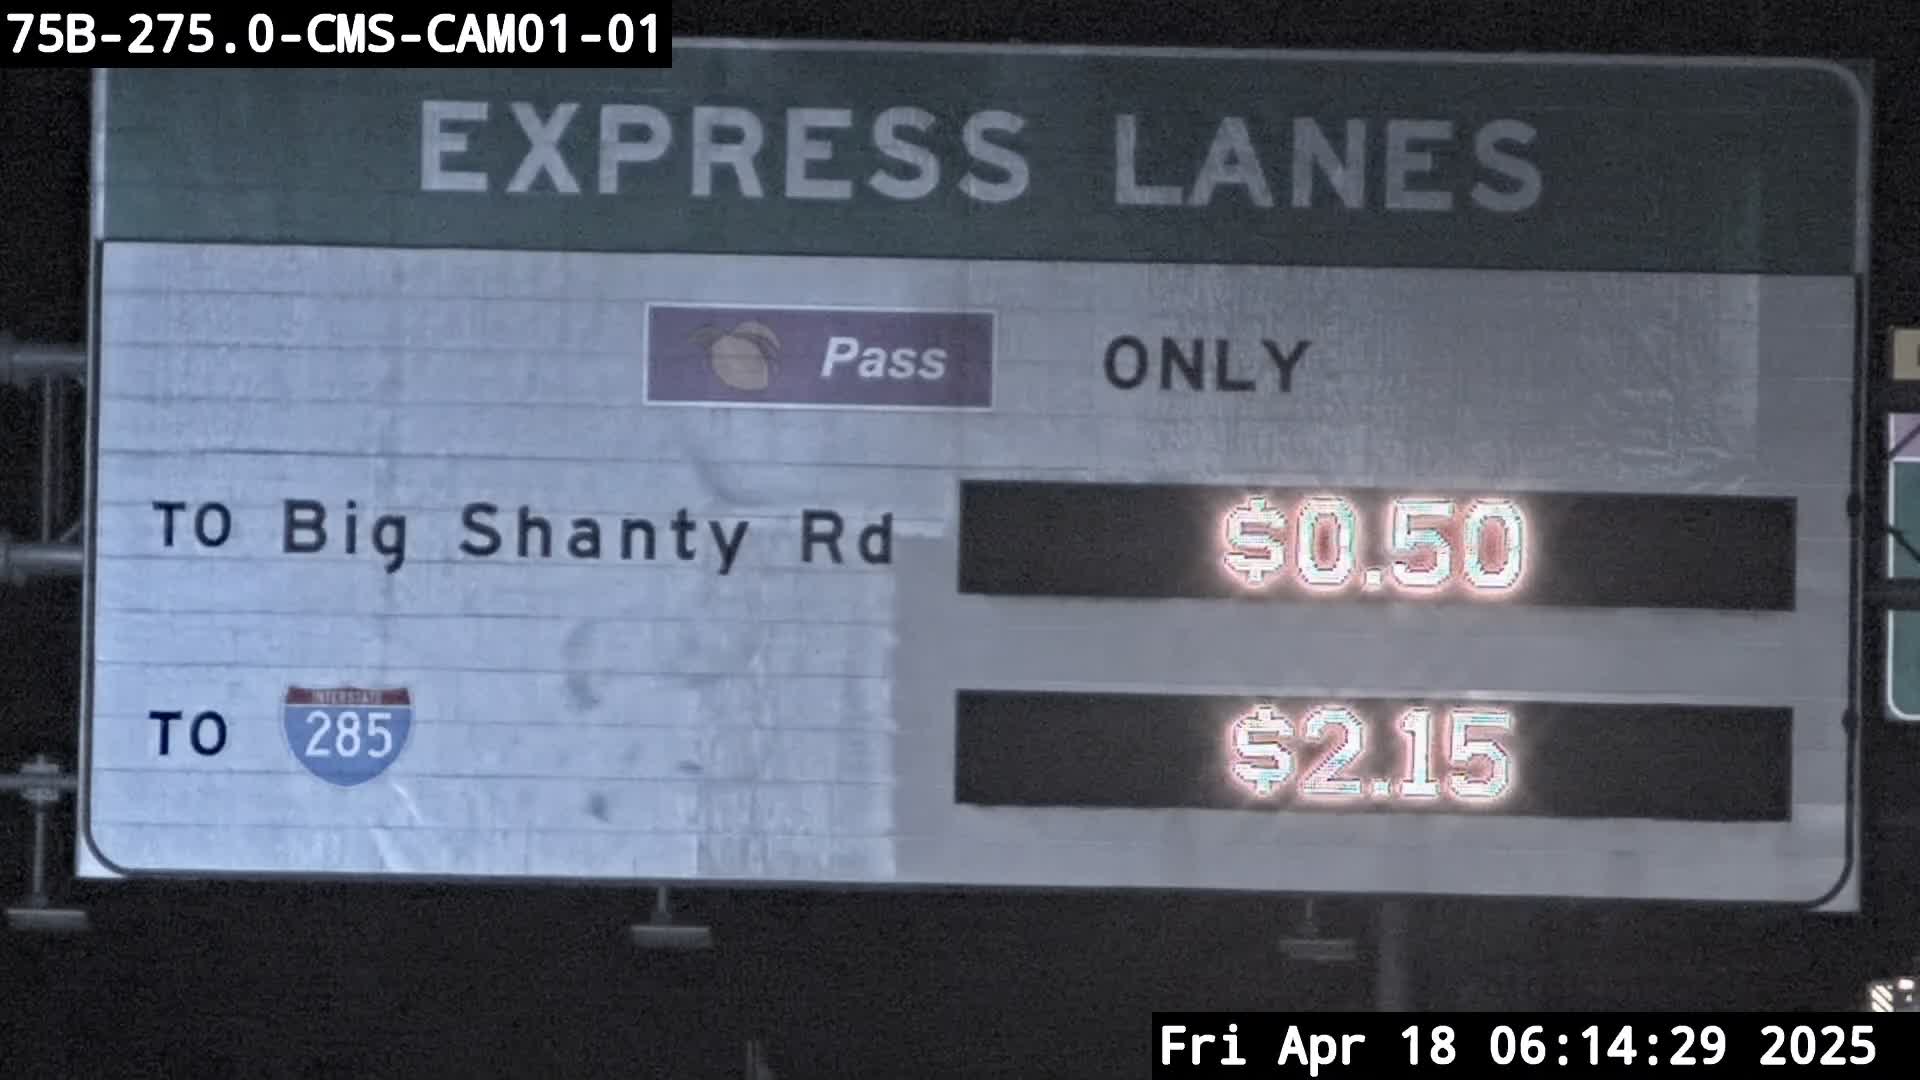 75B-275.0-CMS-CAM01-01
EXPRESS LANES
Pass ONLY
TO Big Shanty Rd $0.50
INTERSTATE
TO 285 $2.15
Fri Apr 18 06:14:29 2025